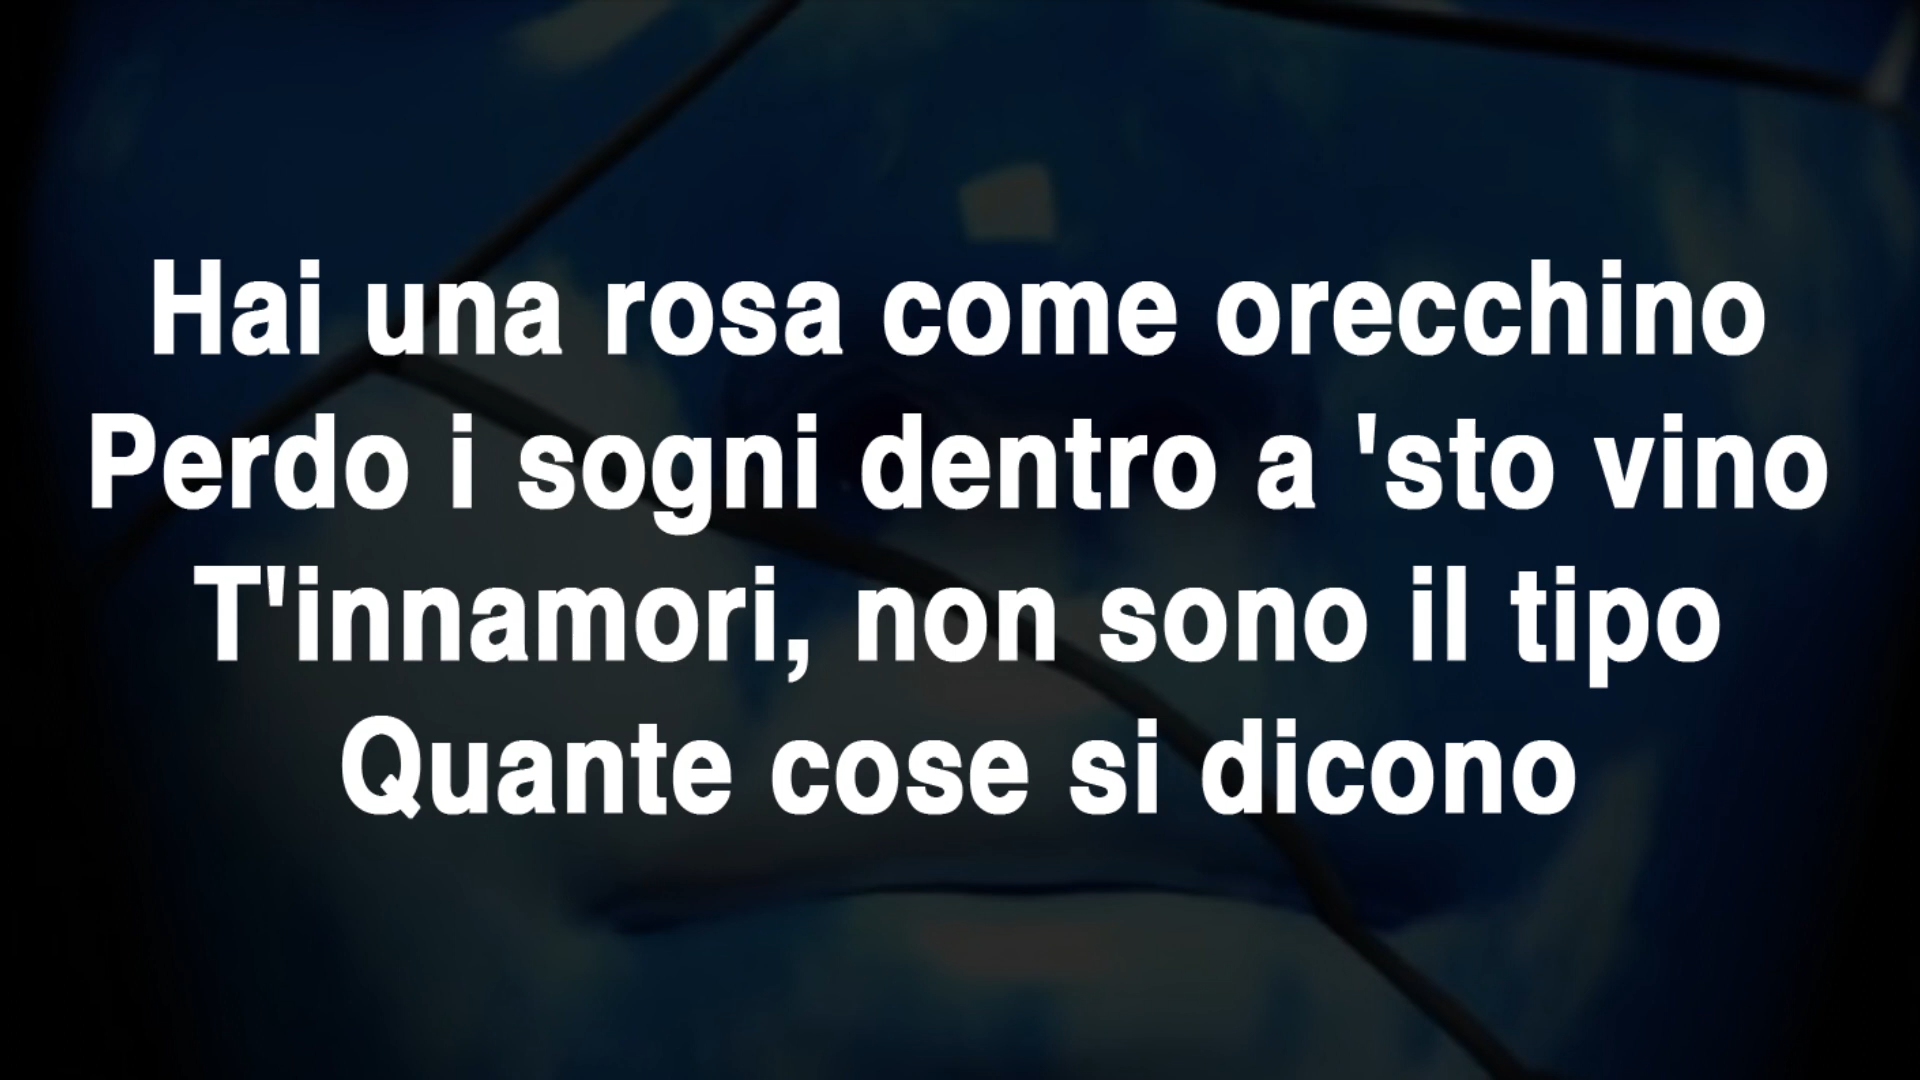 Hai una rosa come orecchino
Perdo i sogni dentro a 'sto vino
T'innamori, non sono il tipo
Quante cose si dicono